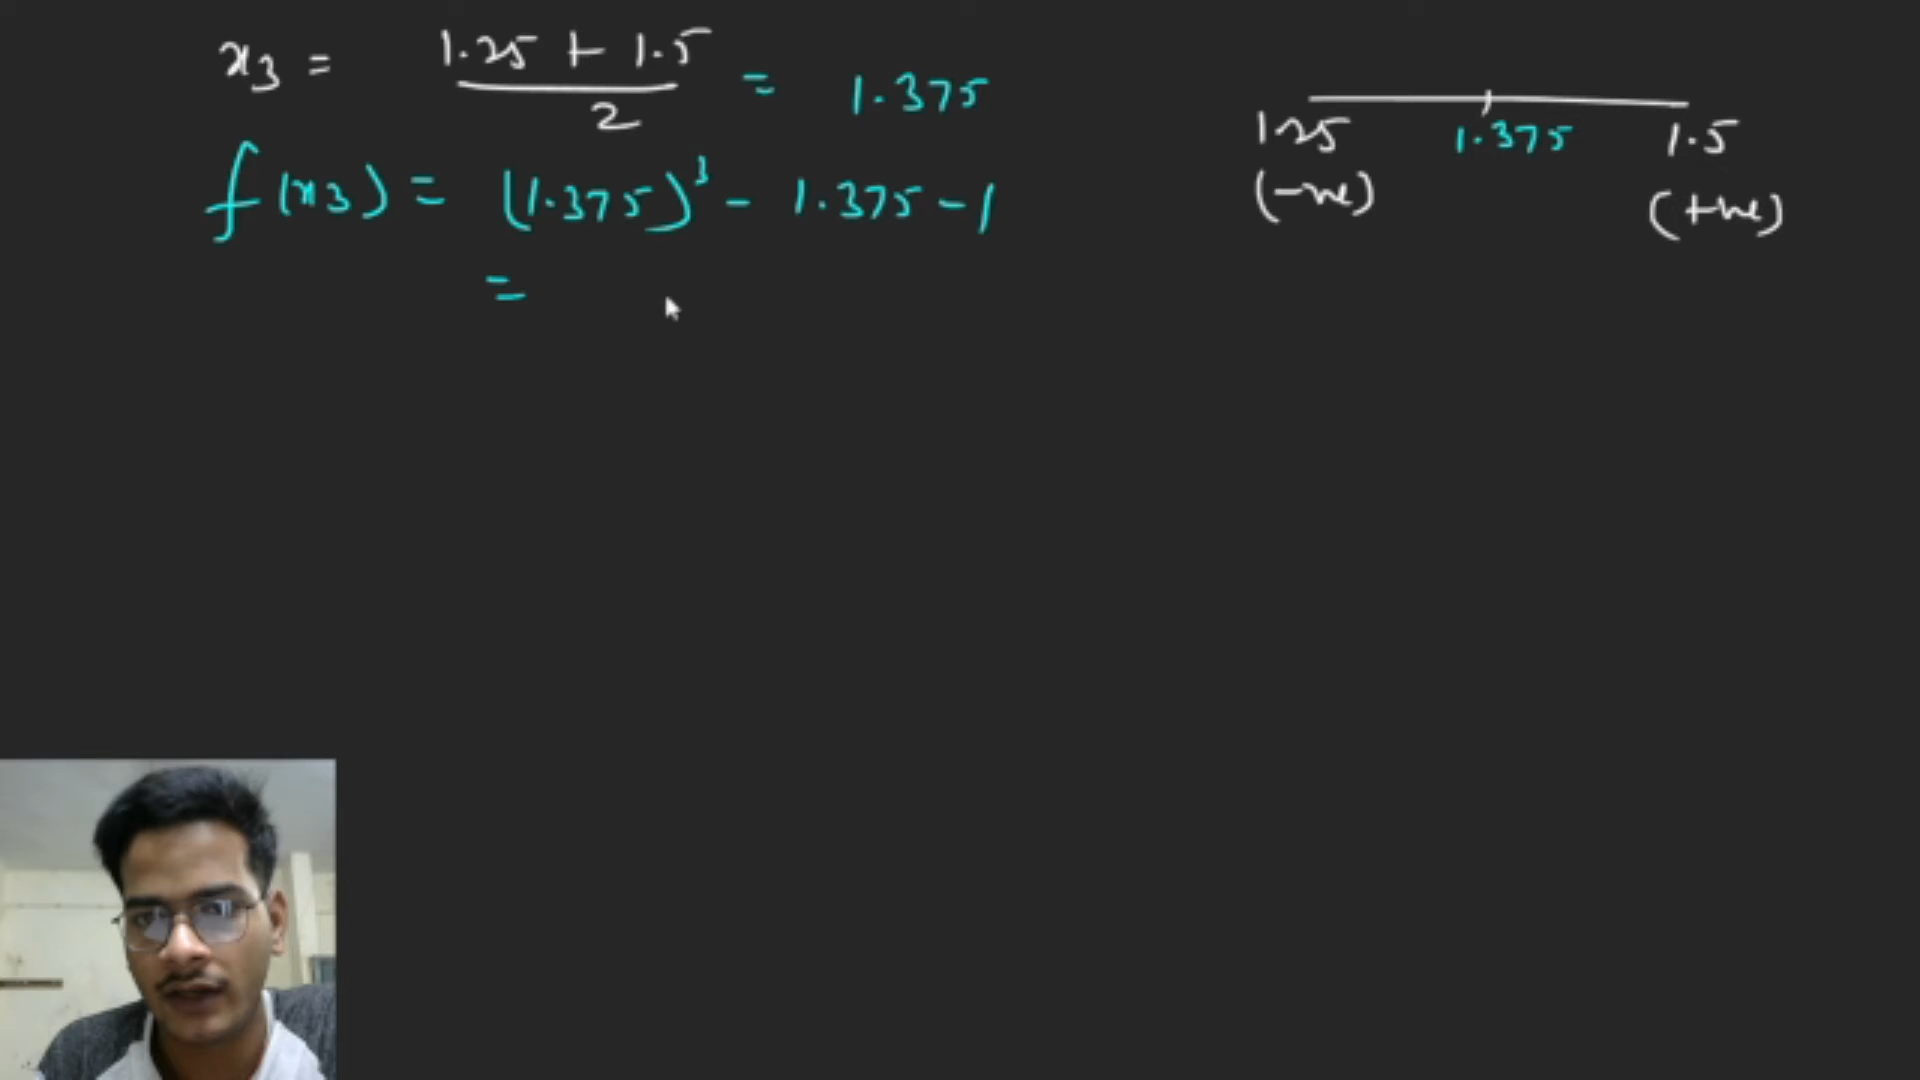 x3 = 1.25 + 1.5 / 2 = 1.375
f(x3) = (1.375)³ - 1.375 - 1
=
1.25 1.375 1.5
(-ve) (+ve)